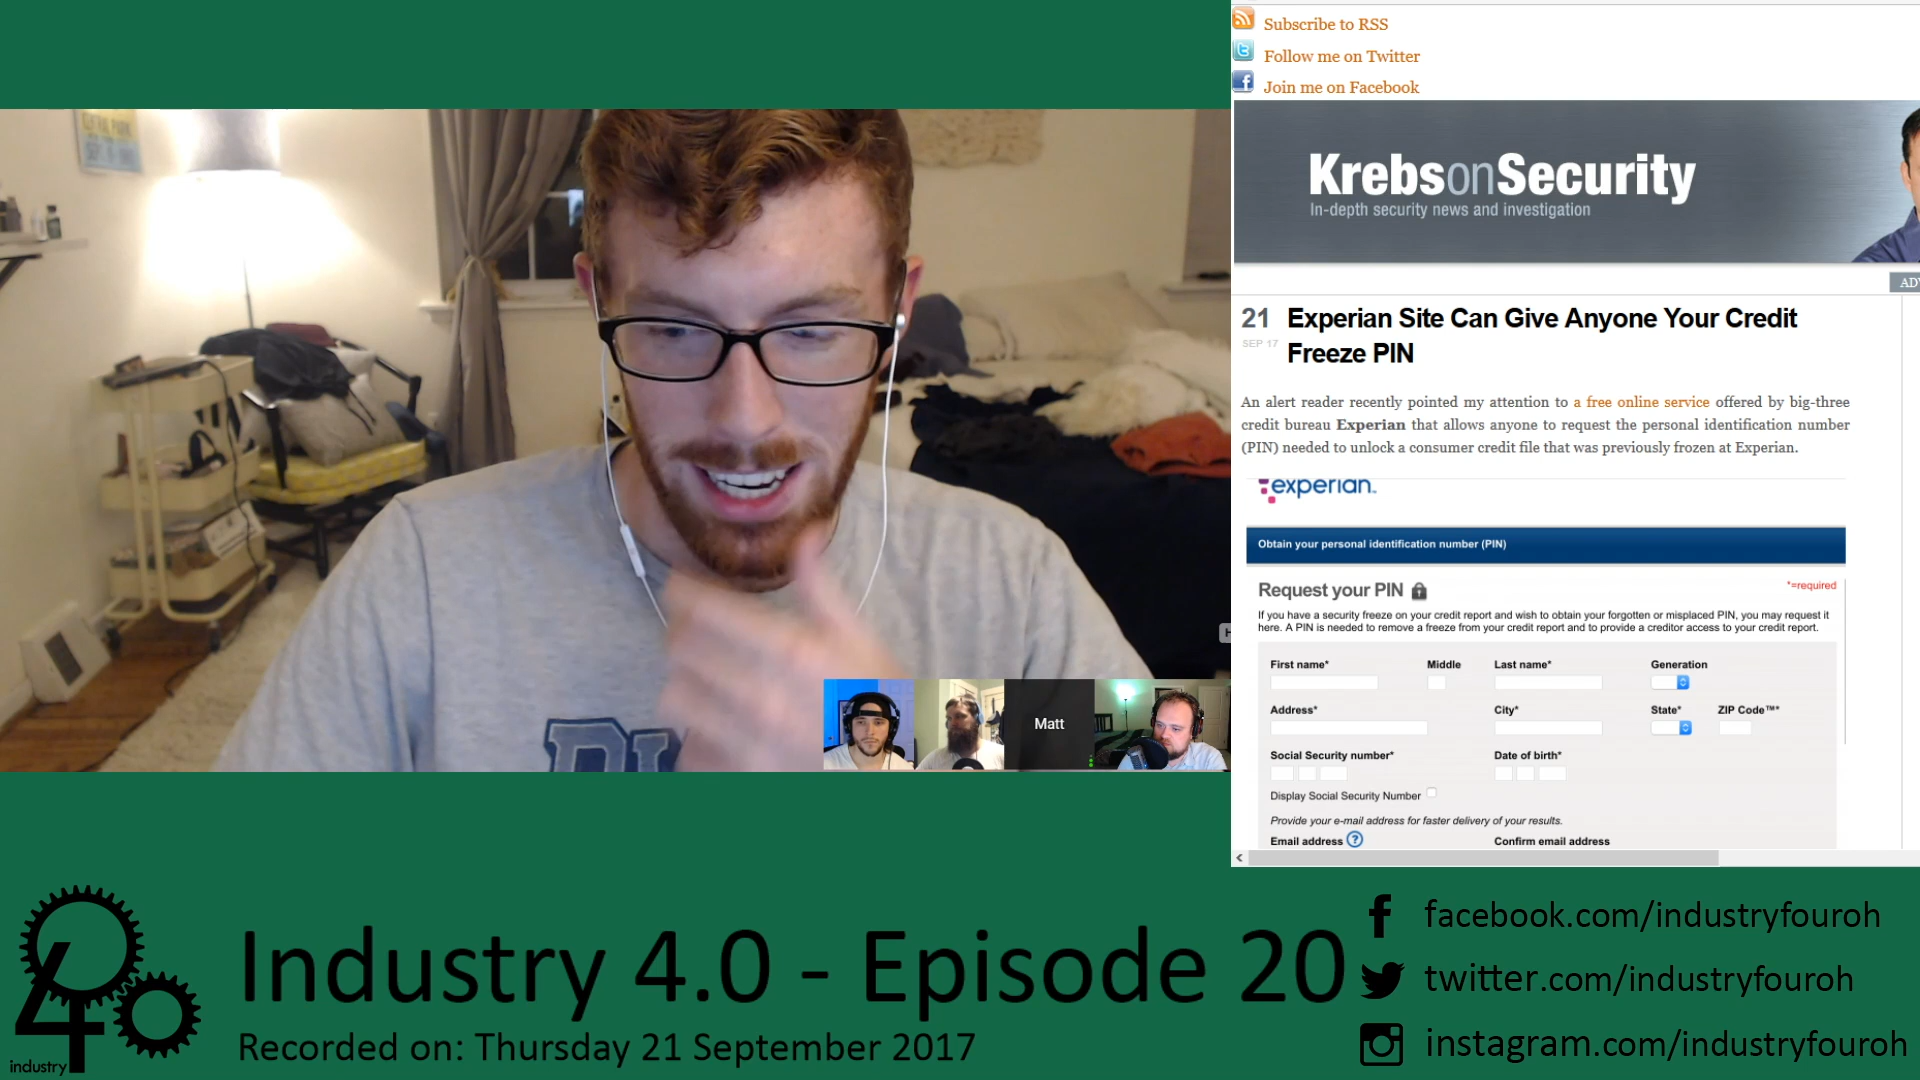 Subscribe to RSS
Follow me on Twitter
Join me on Facebook
KrebsonSecurity
In-depth security news and investigation
21
SEP 17
Experian Site Can Give Anyone Your Credit
Freeze PIN
An alert reader recently pointed my attention to a free online service offered by big-three
credit bureau Experian that allows anyone to request the personal identification number
(PIN) needed to unlock a consumer credit file that was previously frozen at Experian.
experian™
Obtain your personal identification number (PIN)
Request your PIN
*=required
If you have a security freeze on your credit report and wish to obtain your forgotten or misplaced PIN, you may request it
here. A PIN is needed to remove a freeze from your credit report and to provide a creditor access to your credit report.
First name* Middle Last name* Generation
Address* City* State* ZIP Code™*
Social Security number* Date of birth*
Display Social Security Number
Provide your e-mail address for faster delivery of your results.
Email address ? Confirm email address
Matt
40
industry
Industry 4.0 - Episode 20
Recorded on: Thursday 21 September 2017
facebook.com/industryfouroh
twitter.com/industryfouroh
instagram.com/industryfouroh